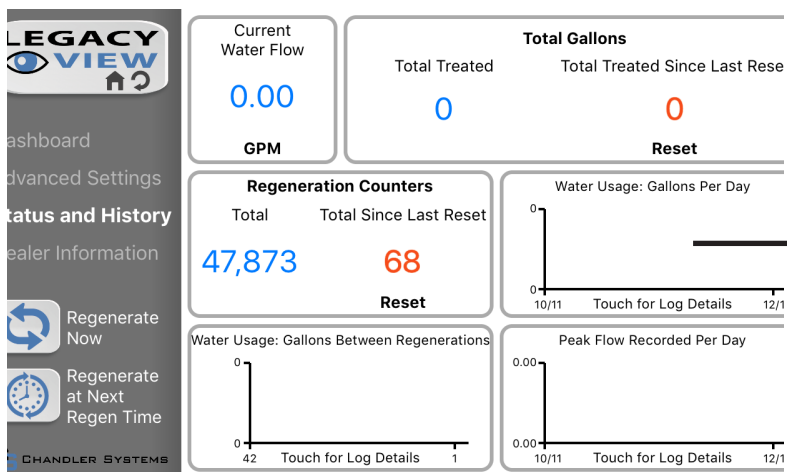 LEGACY
VIEW
ashboard
dvanced Settings
tatus and History
ealer Information
Regenerate
Now
Regenerate
at Next
Regen Time
CHANDLER SYSTEMS
Current
Water Flow
0.00
GPM
Total Gallons
Total Treated
Total Treated Since Last Rese
0
0
Reset
Regeneration Counters
Total
Total Since Last Reset
47,873
68
Reset
Water Usage: Gallons Per Day
0
0
10/11
Touch for Log Details
12/1
Water Usage: Gallons Between Regenerations
0
0
42
Touch for Log Details
1
Peak Flow Recorded Per Day
0.00
0.00
10/11
Touch for Log Details
12/1